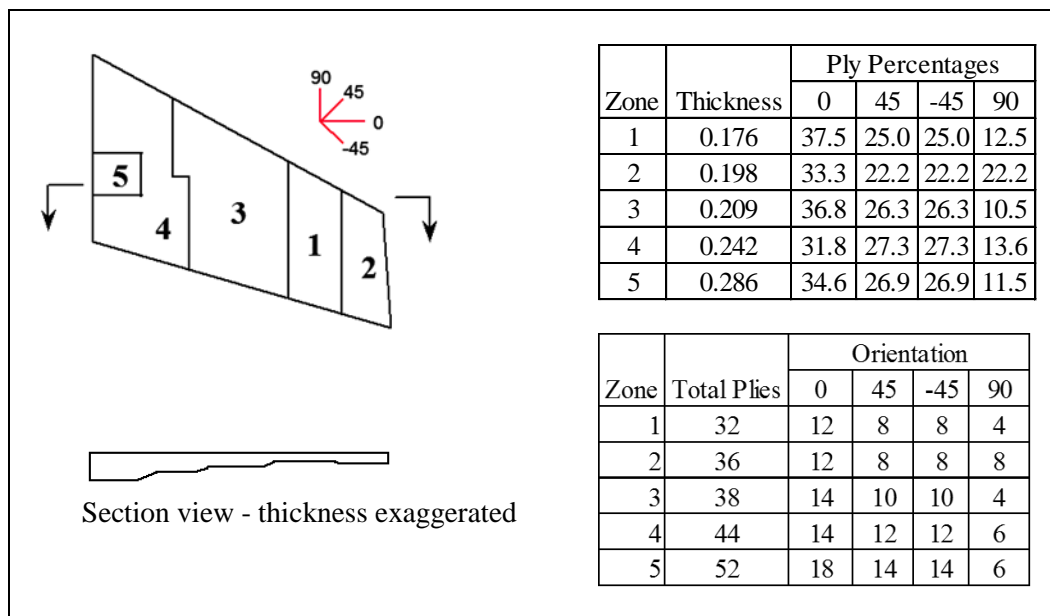 90
45
0
-45
5
4
3
1
2
Section view - thickness exaggerated
Ply Percentages
Zone Thickness 0 45 -45 90
1 0.176 37.5 25.0 25.0 12.5
2 0.198 33.3 22.2 22.2 22.2
3 0.209 36.8 26.3 26.3 10.5
4 0.242 31.8 27.3 27.3 13.6
5 0.286 34.6 26.9 26.9 11.5
Orientation
Zone Total Plies 0 45 -45 90
1 32 12 8 8 4
2 36 12 8 8 8
3 38 14 10 10 4
4 44 14 12 12 6
5 52 18 14 14 6